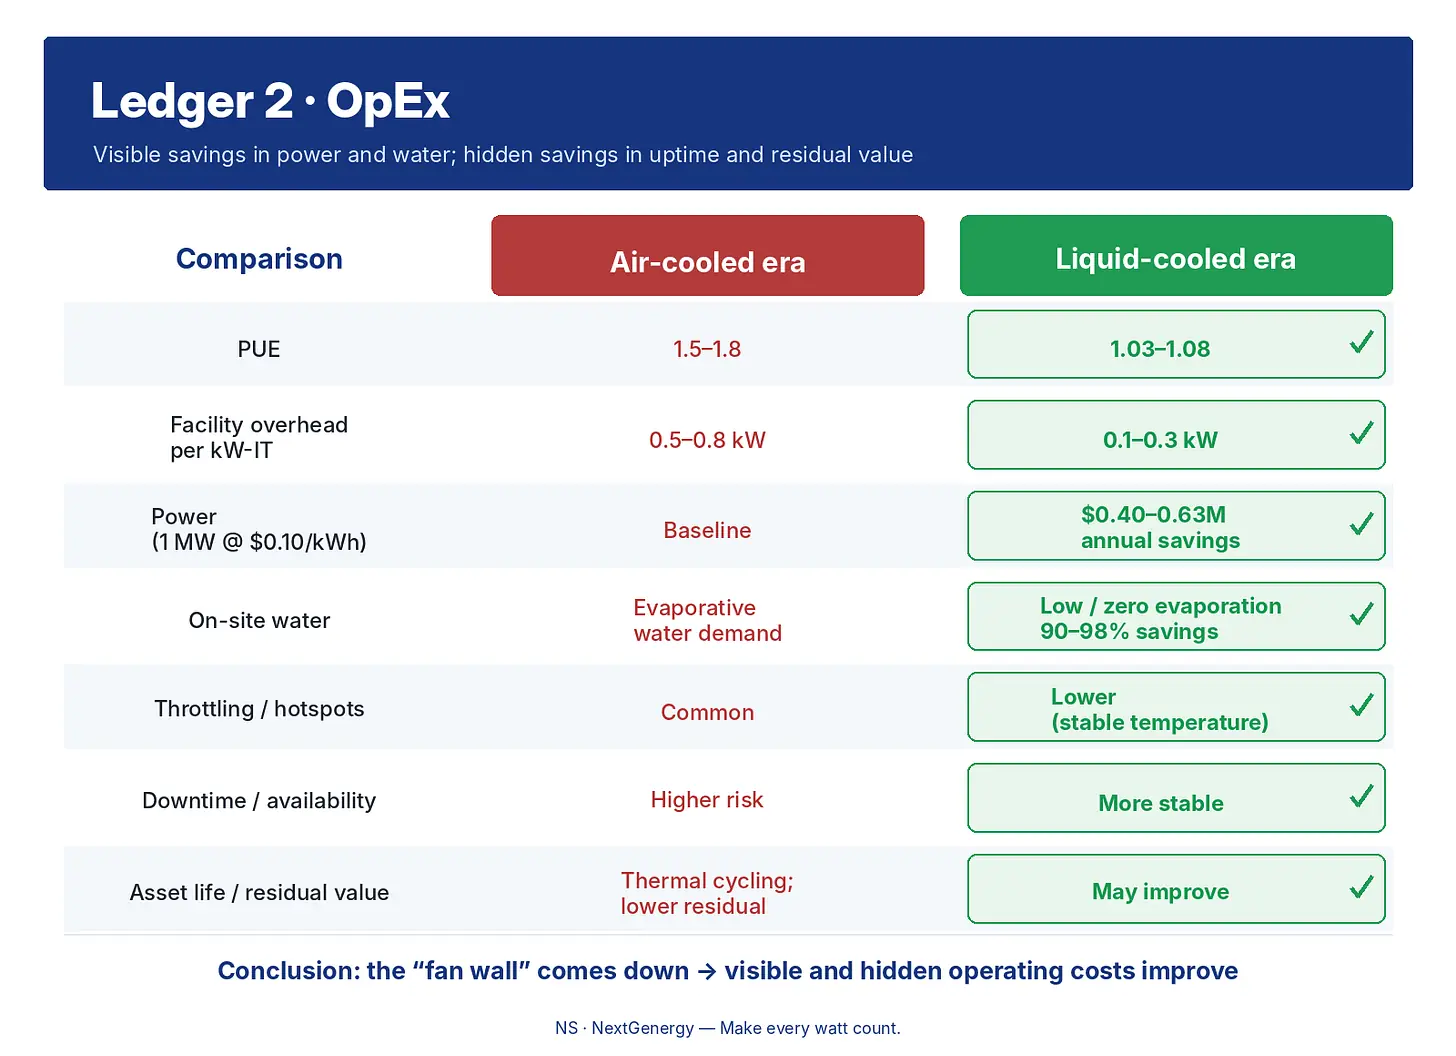 Ledger 2 · OpEx
Visible savings in power and water; hidden savings in uptime and residual value
Comparison
Air-cooled era
Liquid-cooled era
PUE
1.5–1.8
1.03–1.08
Facility overhead
per kW-IT
0.5–0.8 kW
0.1–0.3 kW
Power
(1 MW @ $0.10/kWh)
Baseline
$0.40–0.63M
annual savings
On-site water
Evaporative
water demand
Low / zero evaporation
90–98% savings
Throttling / hotspots
Common
Lower
(stable temperature)
Downtime / availability
Higher risk
More stable
Asset life / residual value
Thermal cycling;
lower residual
May improve
Conclusion: the “fan wall” comes down → visible and hidden operating costs improve
NS · NextGenergy — Make every watt count.